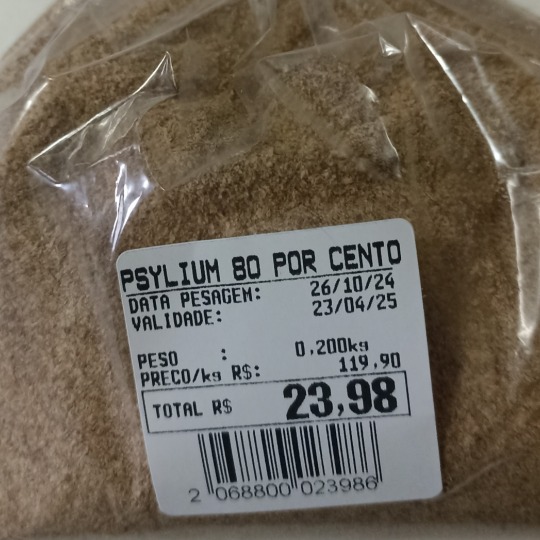 PSYLIUM 80 POR CENTO
DATA PESAGEM: 26/10/24
VALIDADE: 23/04/25
PESO : 0,200kg
PRECO/kg R$: 119,90
TOTAL R$ 23,98
2 068800 023986